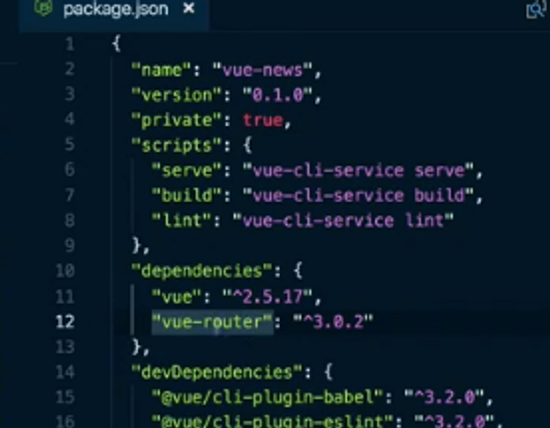 package.json ×
1 {
2 "name": "vue-news",
3 "version": "0.1.0",
4 "private": true,
5 "scripts": {
6 "serve": "vue-cli-service serve",
7 "build": "vue-cli-service build",
8 "lint": "vue-cli-service lint"
9 },
10 "dependencies": {
11 "vue": "^2.5.17",
12 "vue-router": "^3.0.2"
13 },
14 "devDependencies": {
15 "@vue/cli-plugin-babel": "^3.2.0",
16 "@vue/cli-plugin-eslint": "^3.2.0",